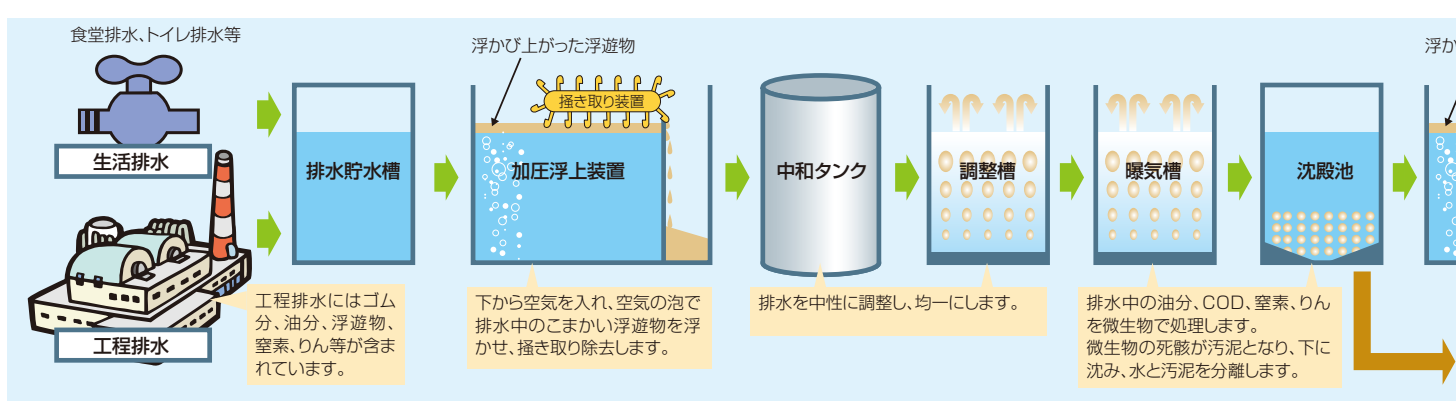 食堂排水、トイレ排水等
生活排水
工程排水
工程排水にはゴム
分、油分、浮遊物、
窒素、りん等が含ま
れています。
排水貯水槽
浮かび上がった浮遊物
掻き取り装置
加圧浮上装置
下から空気を入れ、空気の泡で
排水中のこまかい浮遊物を浮
かせ、掻き取り除去します。
中和タンク
調整槽
排水を中性に調整し、均一にします。
曝気槽
沈殿池
排水中の油分、COD、窒素、りん
を微生物で処理します。
微生物の死骸が汚泥となり、下に
沈み、水と汚泥を分離します。
浮か